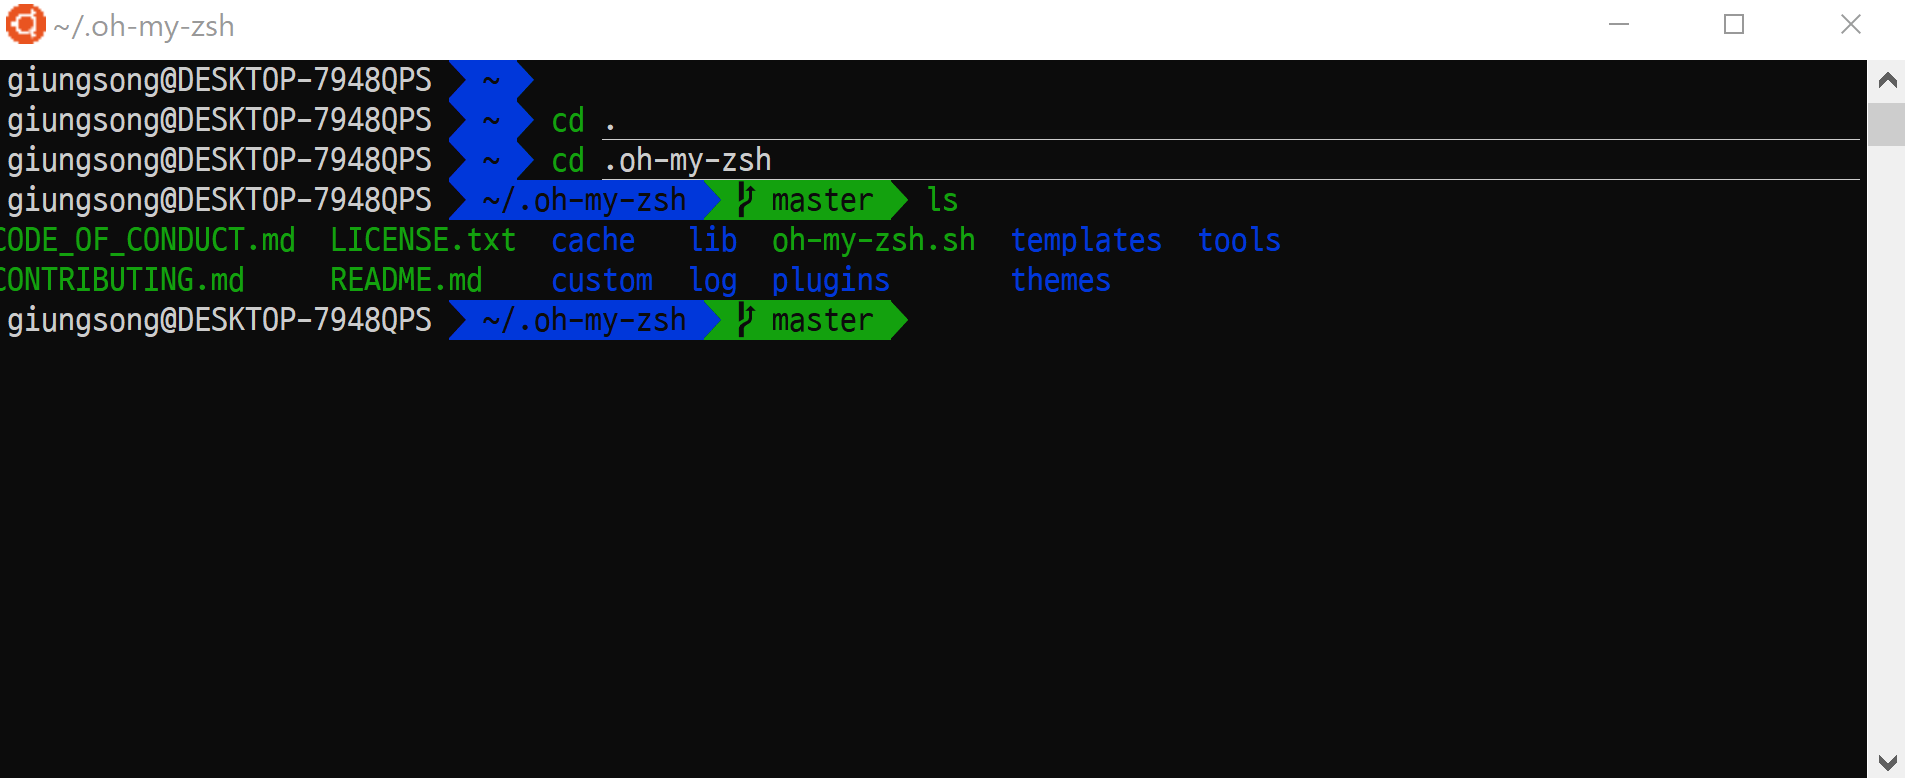 ~/.oh-my-zsh
giungsong@DESKTOP-7948QPS ~
giungsong@DESKTOP-7948QPS ~ cd .
giungsong@DESKTOP-7948QPS ~ cd .oh-my-zsh
giungsong@DESKTOP-7948QPS ~/.oh-my-zsh master ls
CODE_OF_CONDUCT.md LICENSE.txt cache lib oh-my-zsh.sh templates tools
CONTRIBUTING.md README.md custom log plugins themes
giungsong@DESKTOP-7948QPS ~/.oh-my-zsh master